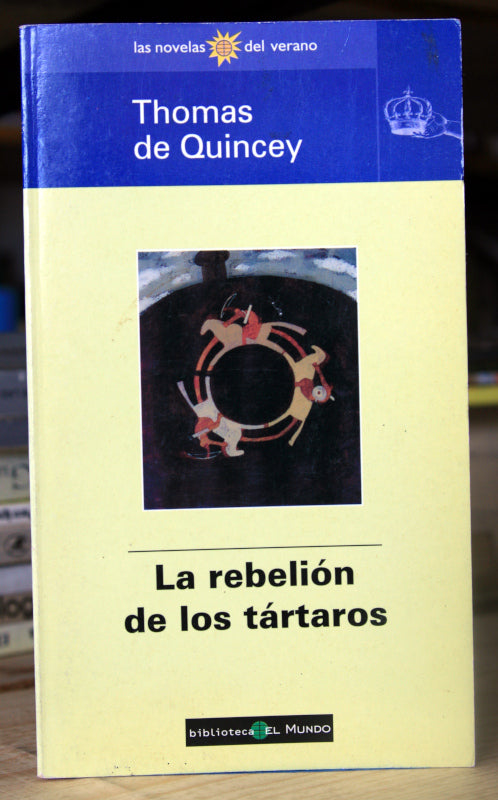 las novelas del verano
Thomas
de Quincey
La rebelión
de los tártaros
biblioteca EL MUNDO